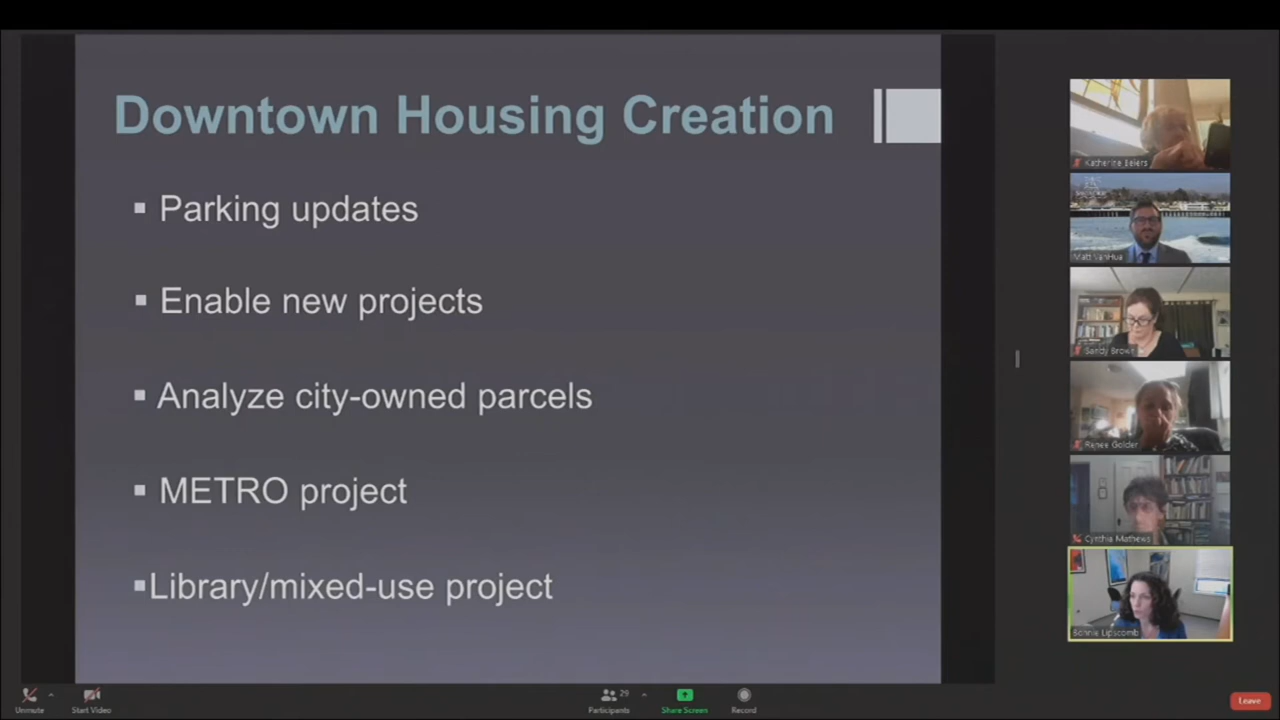 Downtown Housing Creation
▪ Parking updates
▪ Enable new projects
▪ Analyze city-owned parcels
▪ METRO project
▪Library/mixed-use project
Katherine Beiers
Matt VanHua
Sandy Brown
Renee Golder
Cynthia Mathews
Bonnie Lipscomb
Unmute
Start Video
Participants
29
Share Screen
Record
Leave